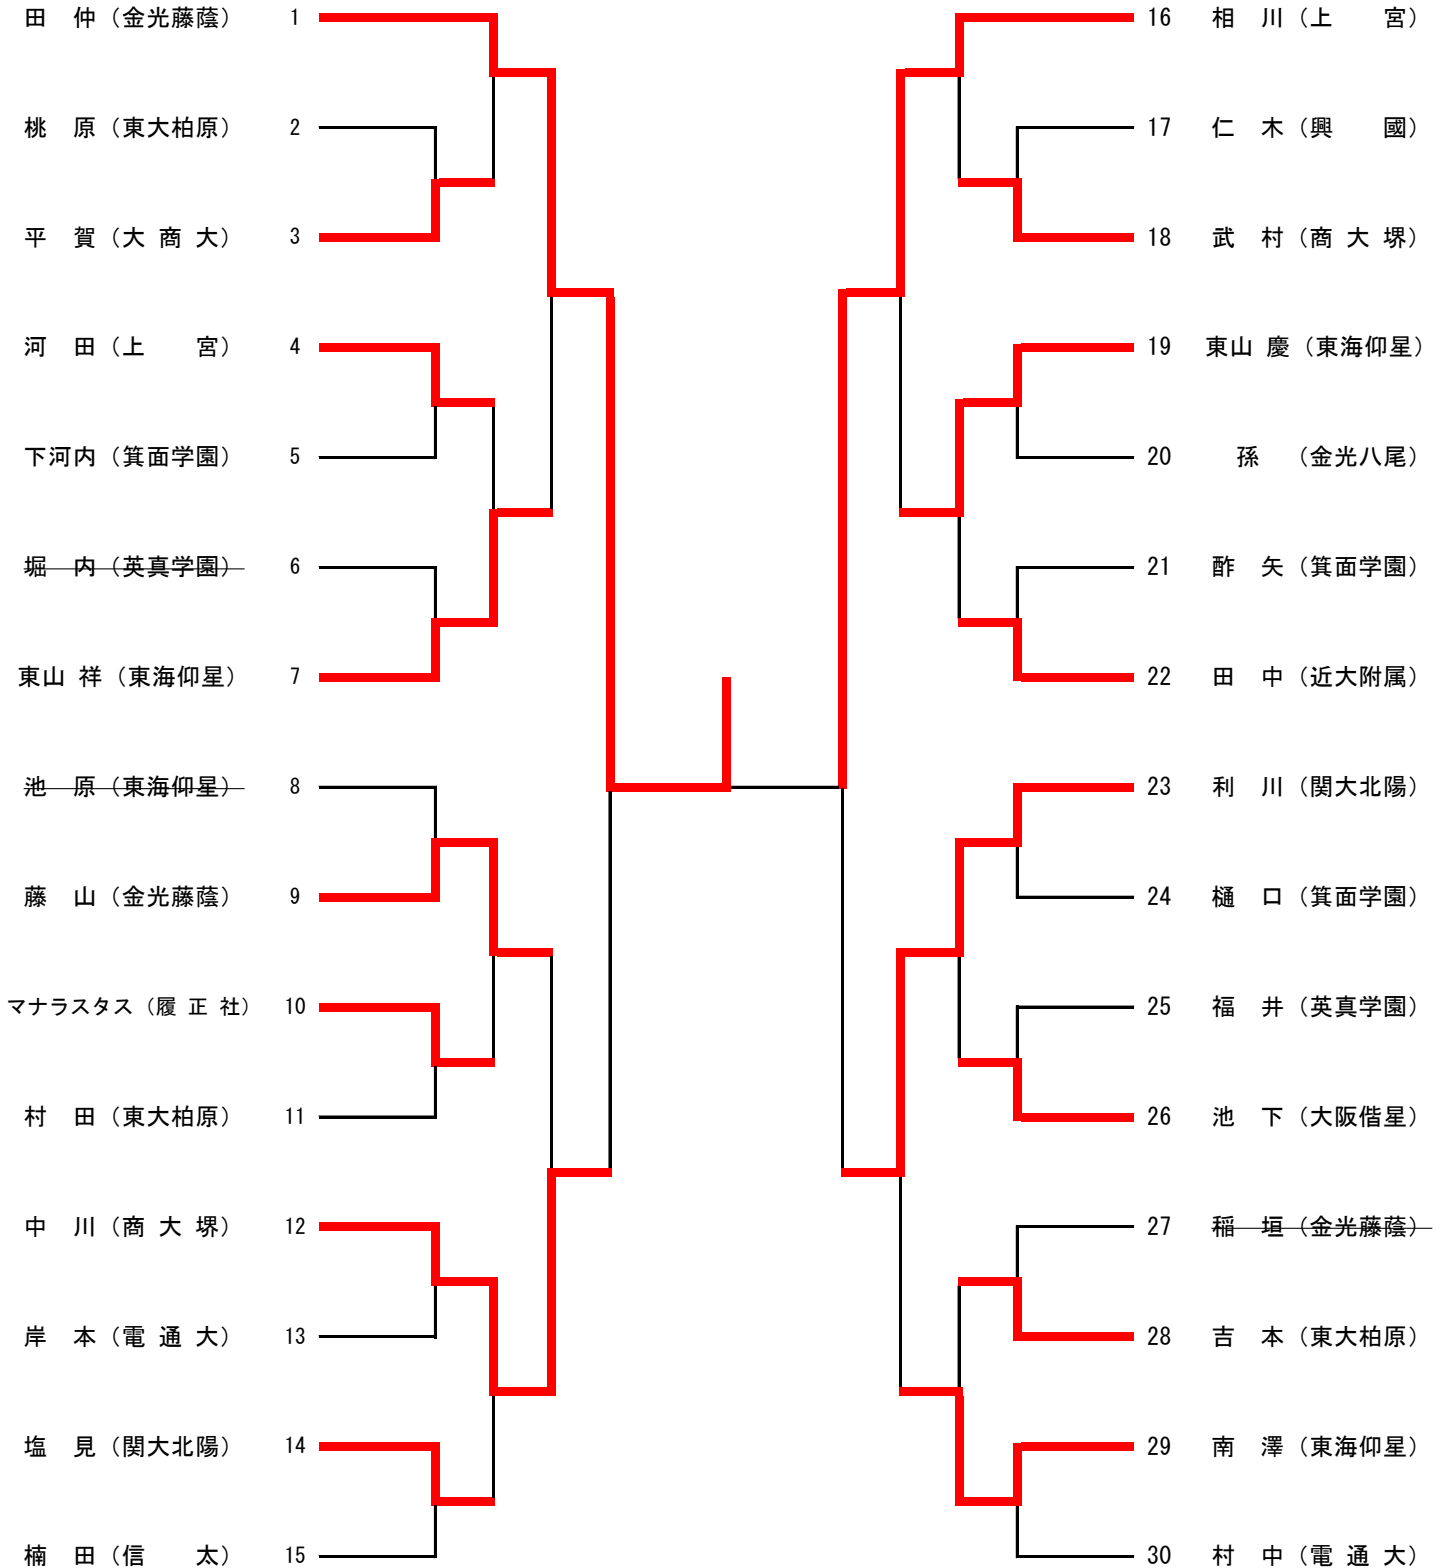 田　仲（金光藤蔭） 1
桃　原（東大柏原） 2
平　賀（大 商 大） 3
河　田（上　　宮） 4
下河内（箕面学園） 5
堀　内（英真学園） 6
東山 祥（東海仰星） 7
池　原（東海仰星） 8
藤　山（金光藤蔭） 9
マナラスタス（履 正 社） 10
村　田（東大柏原） 11
中　川（商 大 堺） 12
岸　本（電 通 大） 13
塩　見（関大北陽） 14
楠　田（信　　太） 15
16 相　川（上　　宮）
17 仁　木（興　　國）
18 武　村（商 大 堺）
19 東山 慶（東海仰星）
20 孫　（金光八尾）
21 酢　矢（箕面学園）
22 田　中（近大附属）
23 利　川（関大北陽）
24 樋　口（箕面学園）
25 福　井（英真学園）
26 池　下（大阪偕星）
27 稲　垣（金光藤蔭）
28 吉　本（東大柏原）
29 南　澤（東海仰星）
30 村　中（電 通 大）